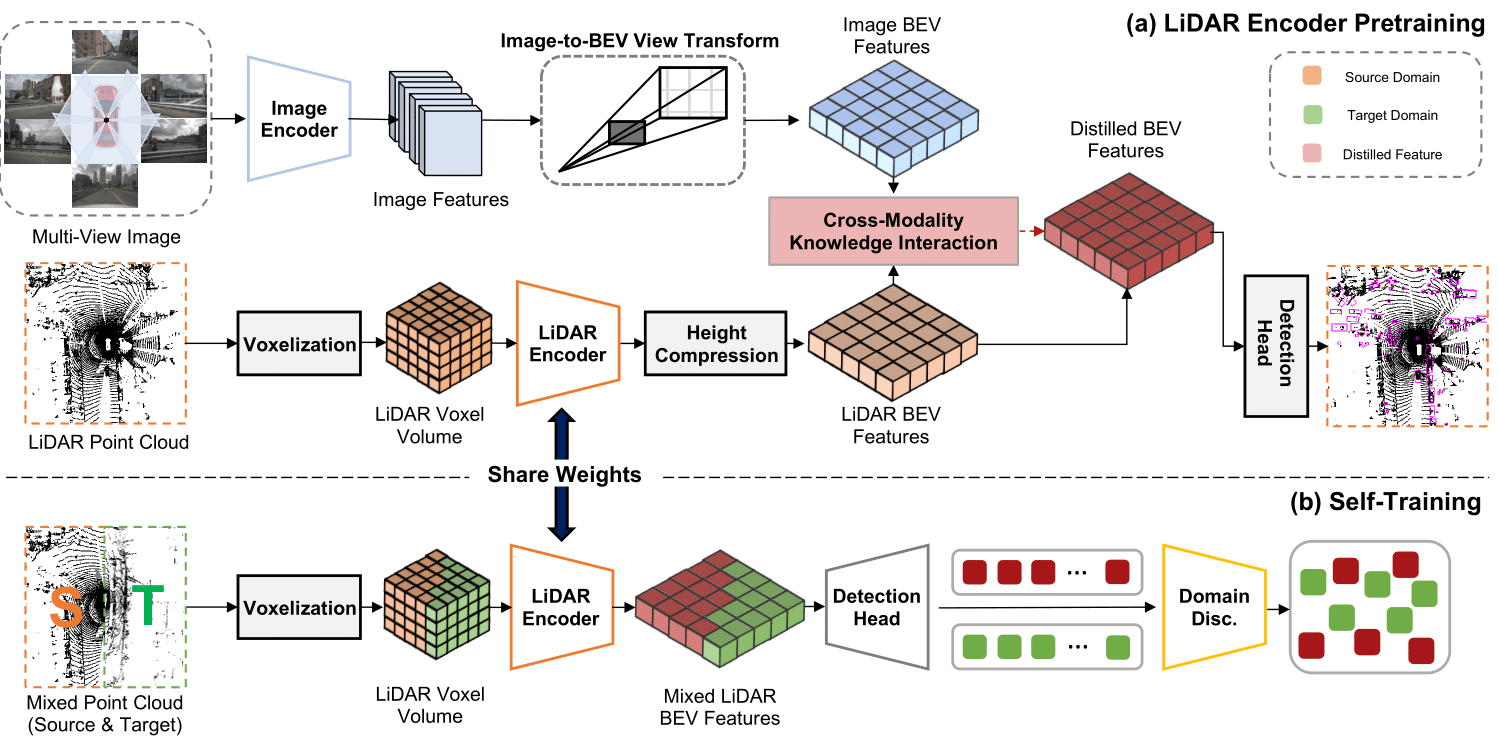 (a) LiDAR Encoder Pretraining
Image BEV
Features
Image-to-BEV View Transform
Source Domain
Target Domain
Distilled Feature
Image
Encoder
Distilled BEV
Features
Image Features
Multi-View Image
Cross-Modality
Knowledge Interaction
Voxelization
LiDAR
Encoder
Height
Compression
Detection
Head
LiDAR Voxel
Volume
LiDAR BEV
Features
LiDAR Point Cloud
Share Weights
(b) Self-Training
S
T
Voxelization
LiDAR
Encoder
Detection
Head
...
...
Domain
Disc.
LiDAR Voxel
Volume
Mixed LiDAR
BEV Features
Mixed Point Cloud
(Source & Target)